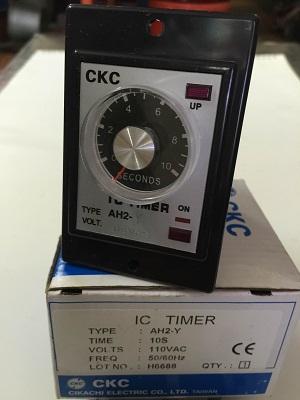 CKC
UP
0 2 4 6 8 10
SECONDS
IC TIMER
ON
TYPE AH2-Y
VOLT.
CKC
IC TIMER
TYPE : AH2-Y
TIME : 10S
VOLTS : 110VAC
FREQ : 50/60Hz
LOT NO. : H6688 QTY. :
CE
CKC
CIKACHI ELECTRIC CO., LTD. TAIWAN